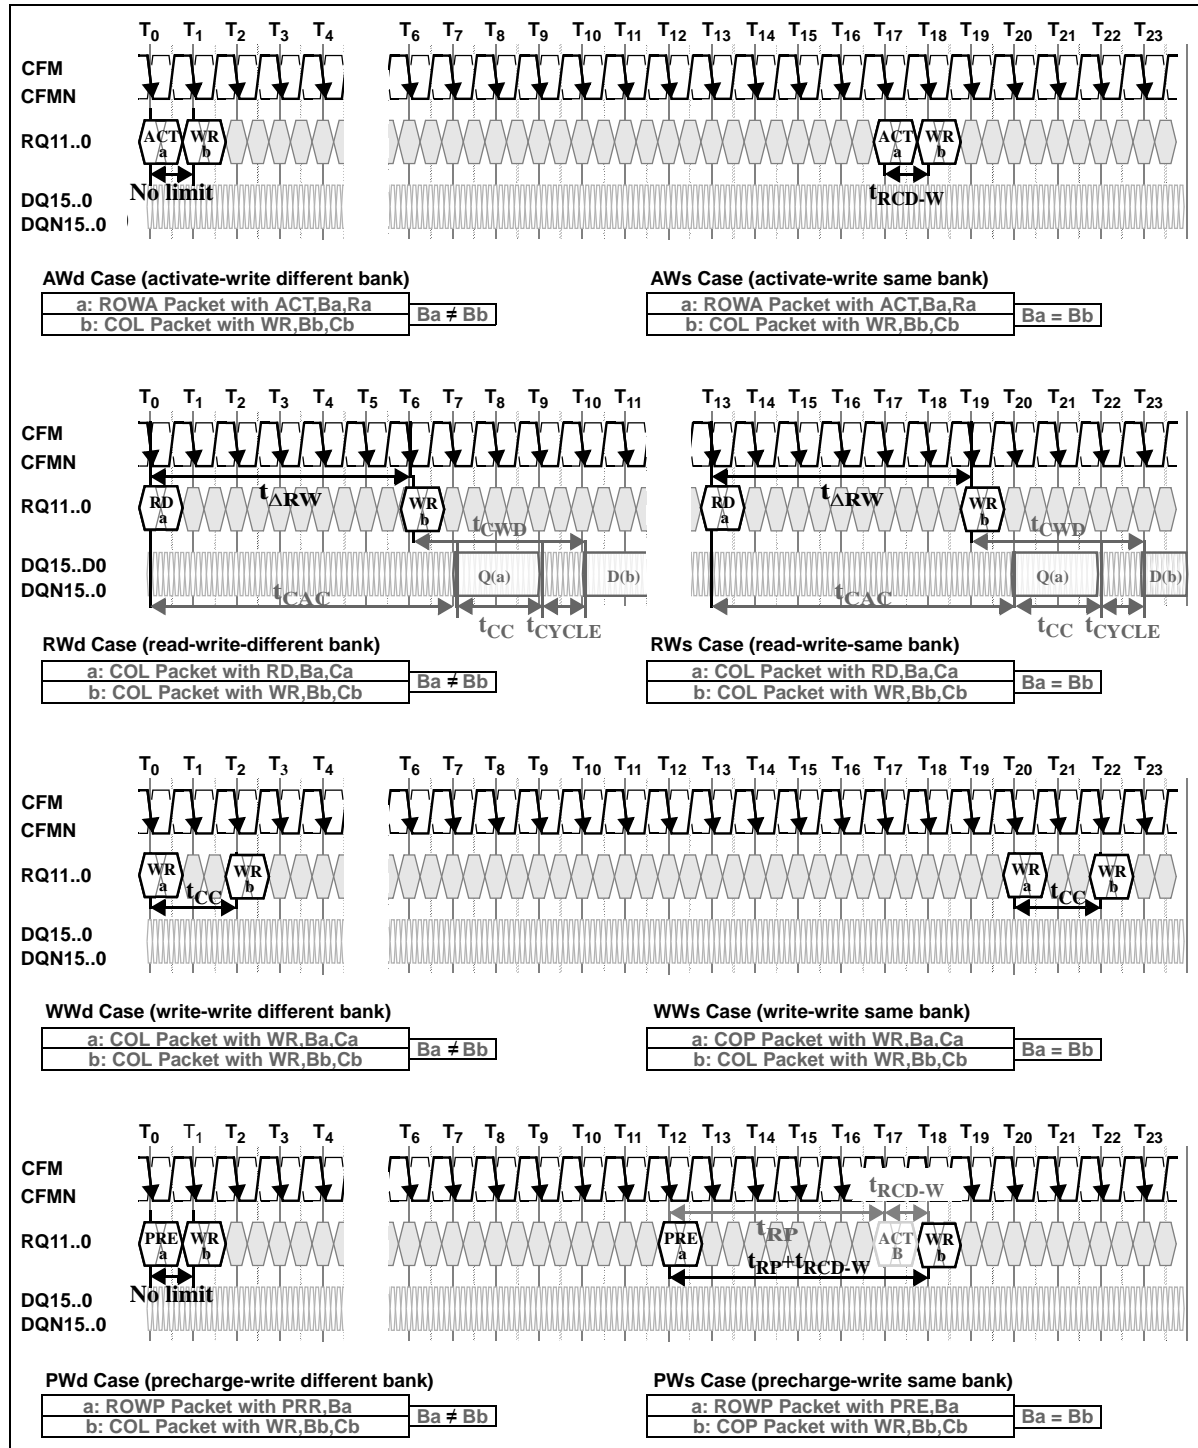 T0 T1 T2 T3 T4 T6 T7 T8 T9 T10 T11 T12 T13 T14 T15 T16 T17 T18 T19 T20 T21 T22 T23
CFM
CFMN
RQ11..0
ACT a WR b ACT a WR b
No limit tRCD-W
DQ15..0
DQN15..0
AWd Case (activate-write different bank) AWs Case (activate-write same bank)
a: ROWA Packet with ACT,Ba,Ra a: ROWA Packet with ACT,Ba,Ra
b: COL Packet with WR,Bb,Cb b: COL Packet with WR,Bb,Cb
Ba ≠ Bb Ba = Bb
T0 T1 T2 T3 T4 T5 T6 T7 T8 T9 T10 T11 T13 T14 T15 T16 T17 T18 T19 T20 T21 T22 T23
CFM
CFMN
tΔRW tΔRW
RQ11..0
RD a WR b RD a WR b
tCWD tCWD
DQ15..D0
DQN15..0
Q(a) D(b) Q(a) D(b)
tCAC tCC tCYCLE tCAC tCC tCYCLE
RWd Case (read-write-different bank) RWs Case (read-write-same bank)
a: COL Packet with RD,Ba,Ca a: COL Packet with RD,Ba,Ca
b: COL Packet with WR,Bb,Cb b: COL Packet with WR,Bb,Cb
Ba ≠ Bb Ba = Bb
T0 T1 T2 T3 T4 T6 T7 T8 T9 T10 T11 T12 T13 T14 T15 T16 T17 T18 T19 T20 T21 T22 T23
CFM
CFMN
RQ11..0
WR a WR b WR a WR b
tCC tCC
DQ15..0
DQN15..0
WWd Case (write-write different bank) WWs Case (write-write same bank)
a: COL Packet with WR,Ba,Ca a: COP Packet with WR,Ba,Ca
b: COL Packet with WR,Bb,Cb b: COL Packet with WR,Bb,Cb
Ba ≠ Bb Ba = Bb
T0 T1 T2 T3 T4 T6 T7 T8 T9 T10 T11 T12 T13 T14 T15 T16 T17 T18 T19 T20 T21 T22 T23
CFM
CFMN
tRCD-W
RQ11..0
PRE a WR b PRE a tRP ACT B WR b
No limit tRP+tRCD-W
DQ15..0
DQN15..0
PWd Case (precharge-write different bank) PWs Case (precharge-write same bank)
a: ROWP Packet with PRR,Ba a: ROWP Packet with PRE,Ba
b: COL Packet with WR,Bb,Cb b: COP Packet with WR,Bb,Cb
Ba ≠ Bb Ba = Bb